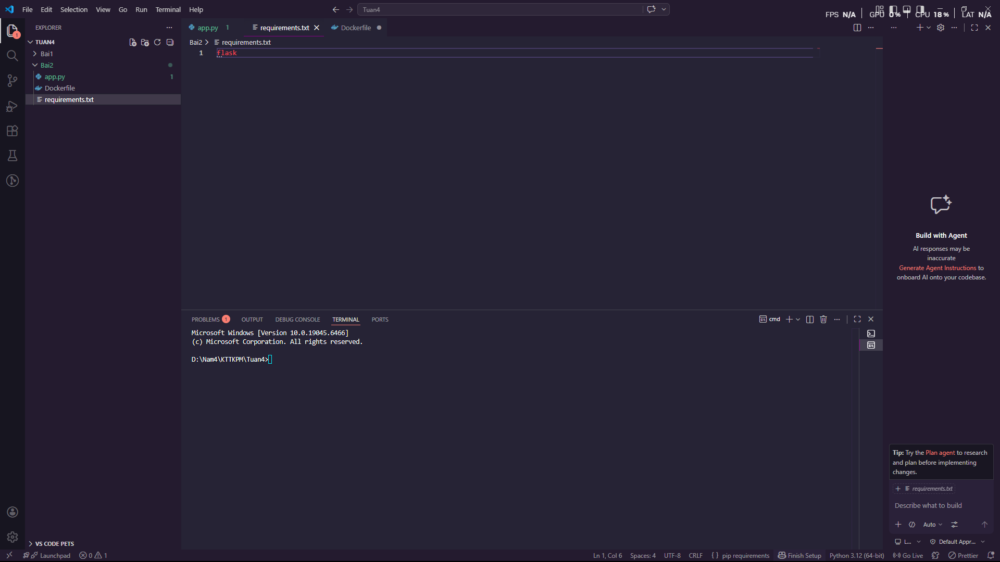 File Edit Selection View Go Run Terminal Help
Tuan4
FPS N/A GPU 0% CPU 18% LAT N/A
EXPLORER
TUAN4
Bai1
Bai2
app.py 1
Dockerfile
requirements.txt
VS CODE PETS
app.py 1
requirements.txt
Dockerfile
Bai2 > requirements.txt
1 flask
PROBLEMS 1 OUTPUT DEBUG CONSOLE TERMINAL PORTS
cmd
Microsoft Windows [Version 10.0.19045.6466]
(c) Microsoft Corporation. All rights reserved.
D:\Nam4\KTTKPM\Tuan4>
Build with Agent
AI responses may be
inaccurate
Generate Agent Instructions to
onboard AI onto your codebase.
Tip: Try the Plan agent to research
and plan before implementing
changes.
requirements.txt
Describe what to build
Auto
L... Default Appr...
1
Launchpad 0 1 Ln 1, Col 6 Spaces: 4 UTF-8 CRLF { } pip requirements Finish Setup Python 3.12 (64-bit) Go Live Prettier